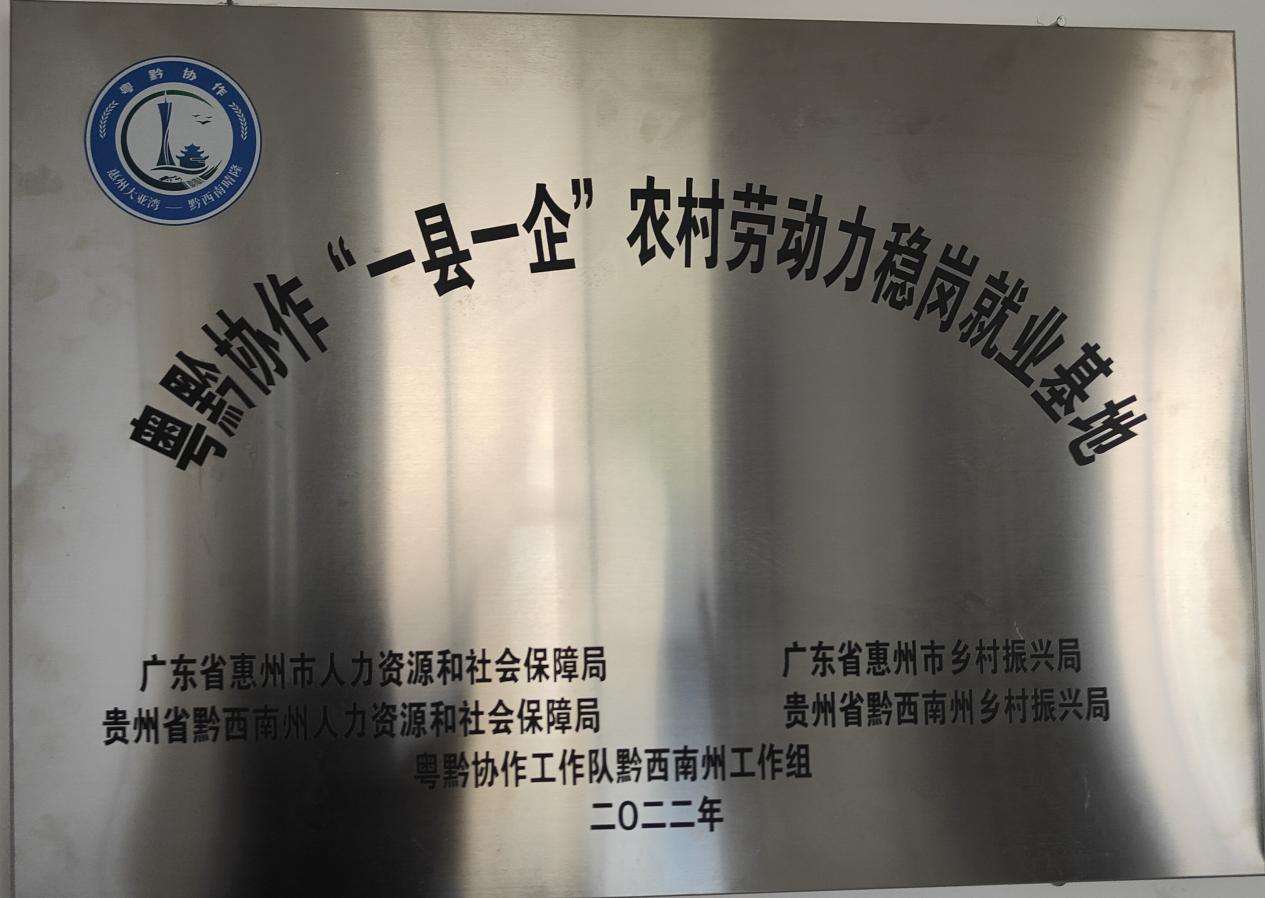 粤黔协作
惠州大亚湾 — 黔西南晴隆
粤黔协作“一县一企”农村劳动力稳岗就业基地
广东省惠州市人力资源和社会保障局
广东省惠州市乡村振兴局
贵州省黔西南州人力资源和社会保障局
贵州省黔西南州乡村振兴局
粤黔协作工作队黔西南州工作组
二〇二二年